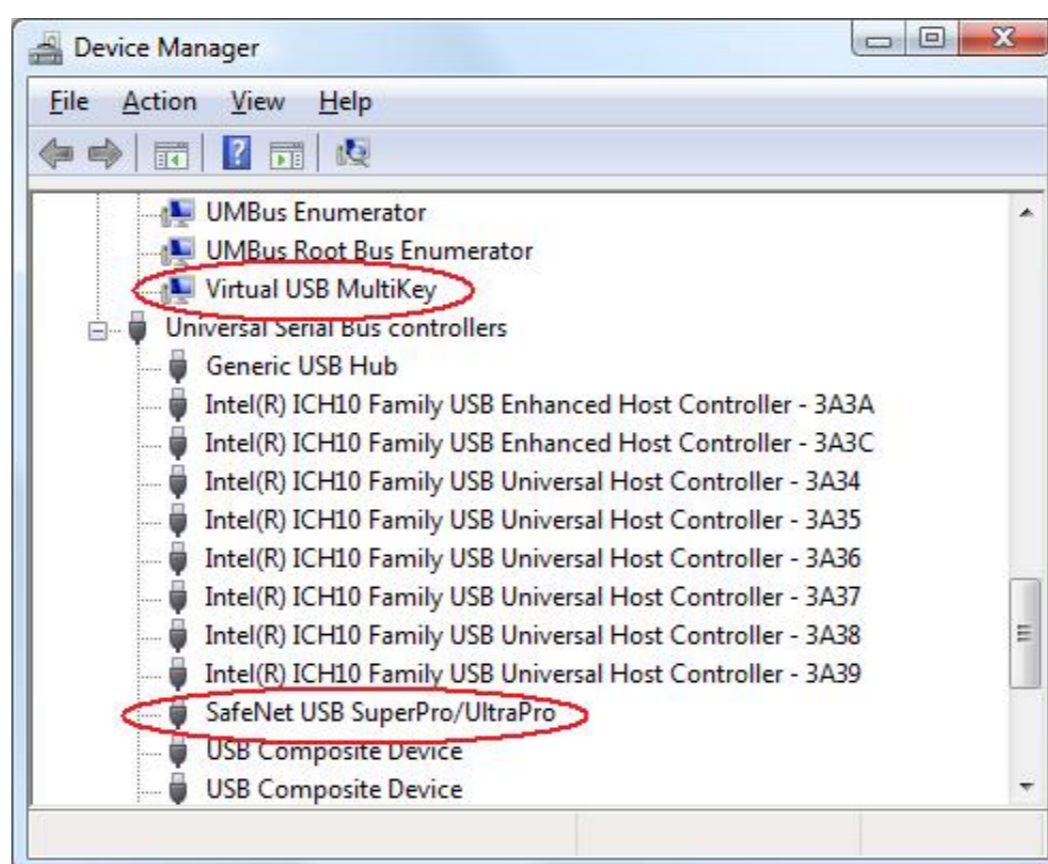 Device Manager
File Action View Help
UMBus Enumerator
UMBus Root Bus Enumerator
Virtual USB MultiKey
Universal Serial Bus controllers
Generic USB Hub
Intel(R) ICH10 Family USB Enhanced Host Controller - 3A3A
Intel(R) ICH10 Family USB Enhanced Host Controller - 3A3C
Intel(R) ICH10 Family USB Universal Host Controller - 3A34
Intel(R) ICH10 Family USB Universal Host Controller - 3A35
Intel(R) ICH10 Family USB Universal Host Controller - 3A36
Intel(R) ICH10 Family USB Universal Host Controller - 3A37
Intel(R) ICH10 Family USB Universal Host Controller - 3A38
Intel(R) ICH10 Family USB Universal Host Controller - 3A39
SafeNet USB SuperPro/UltraPro
USB Composite Device
USB Composite Device